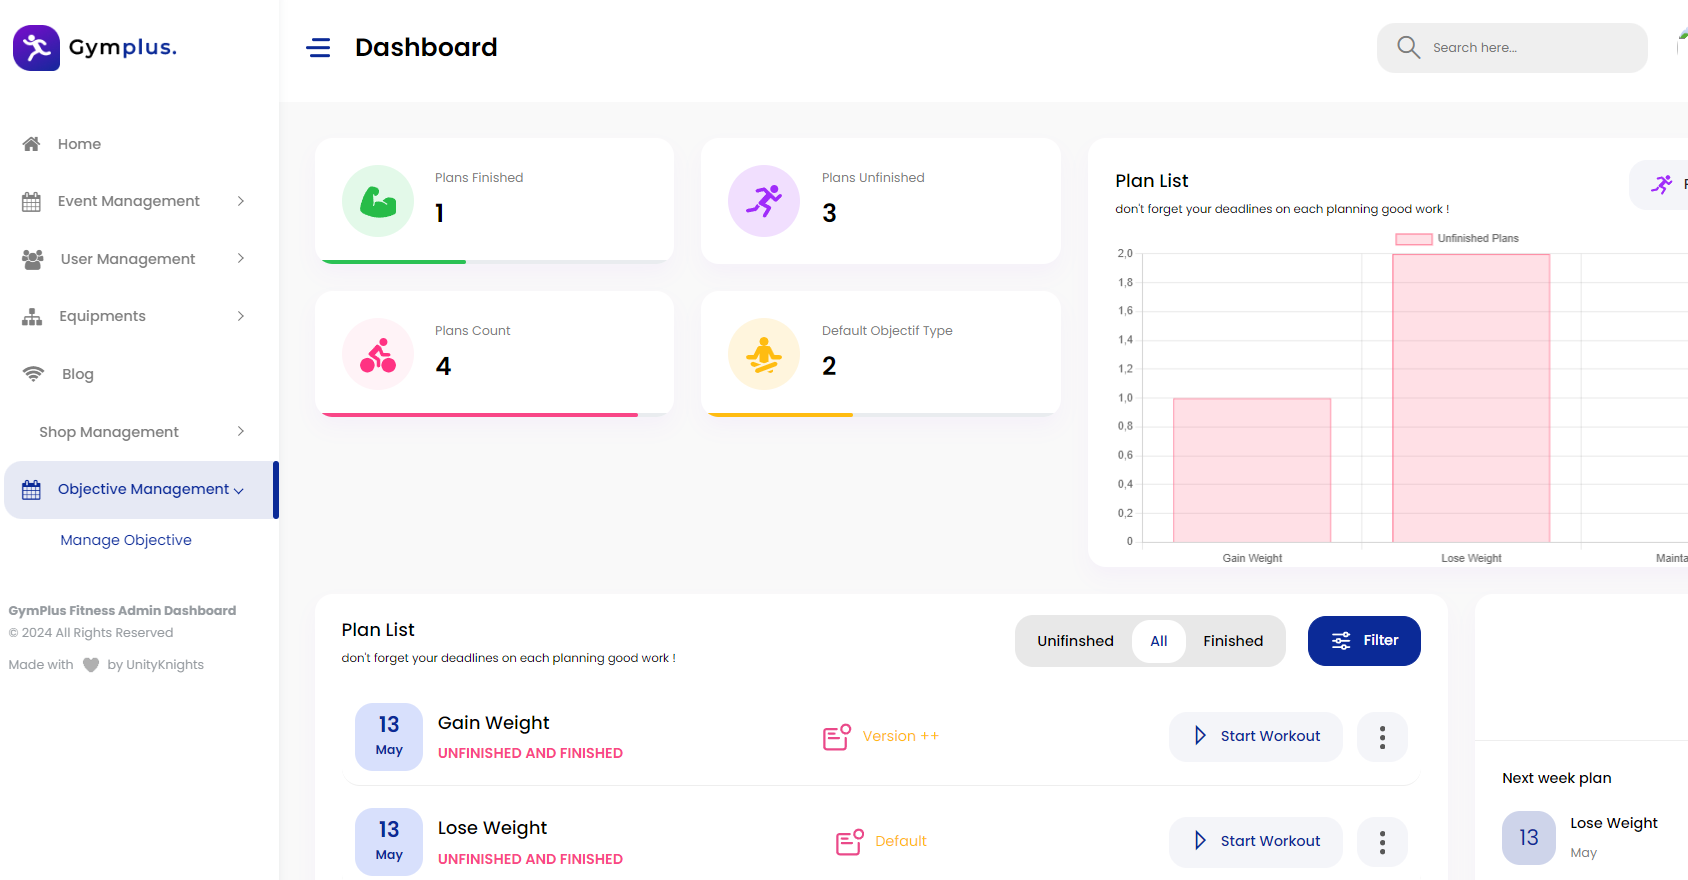 Gymplus.
Dashboard
Search here...
Home
Event Management
User Management
Equipments
Blog
Shop Management
Objective Management
Manage Objective
GymPlus Fitness Admin Dashboard
© 2024 All Rights Reserved
Made with by UnityKnights
Plans Finished
1
Plans Unfinished
3
Plans Count
4
Default Objectif Type
2
Plan List
don't forget your deadlines on each planning good work !
Unfinished Plans
2,0
1,8
1,6
1,4
1,2
1,0
0,8
0,6
0,4
0,2
0
Gain Weight
Lose Weight
Mainta
Plan List
don't forget your deadlines on each planning good work !
Unifinshed
All
Finished
Filter
13
May
Gain Weight
UNFINISHED AND FINISHED
Version ++
Start Workout
13
May
Lose Weight
UNFINISHED AND FINISHED
Default
Start Workout
Next week plan
13
Lose Weight
May